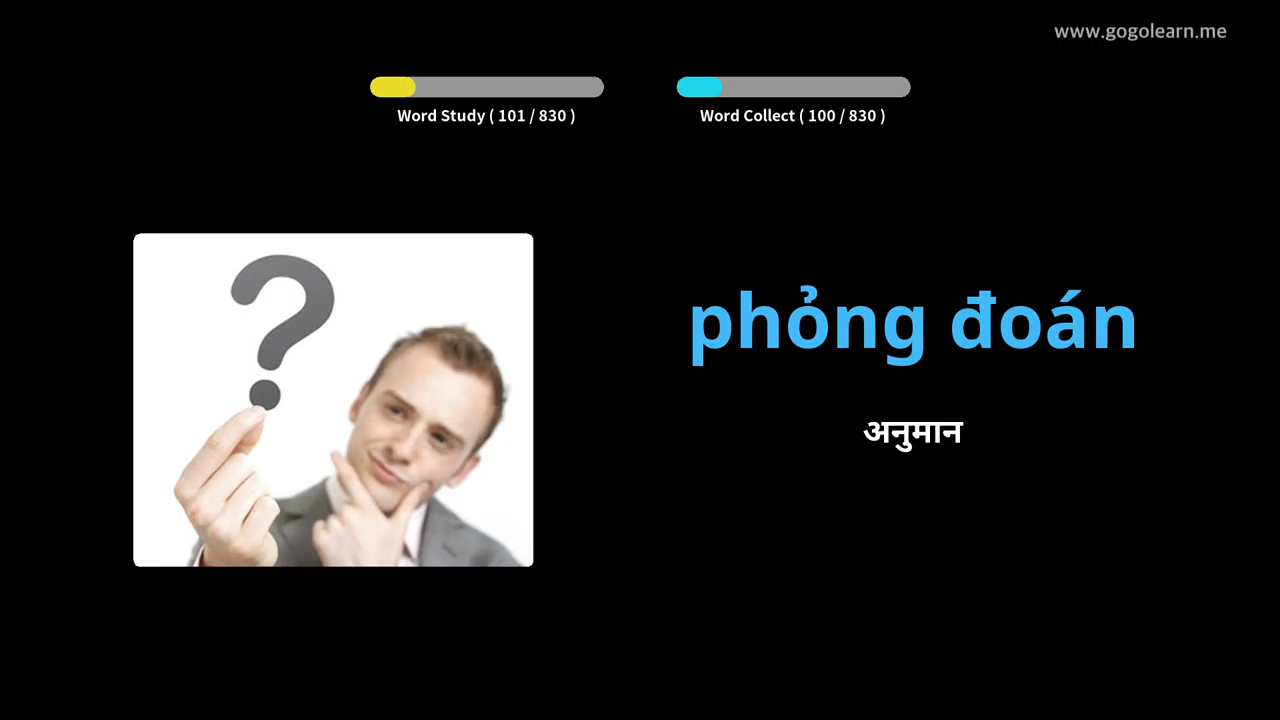 www.gogolearn.me
Word Study ( 101 / 830 )
Word Collect ( 100 / 830 )
?
phỏng đoán
अनुमान